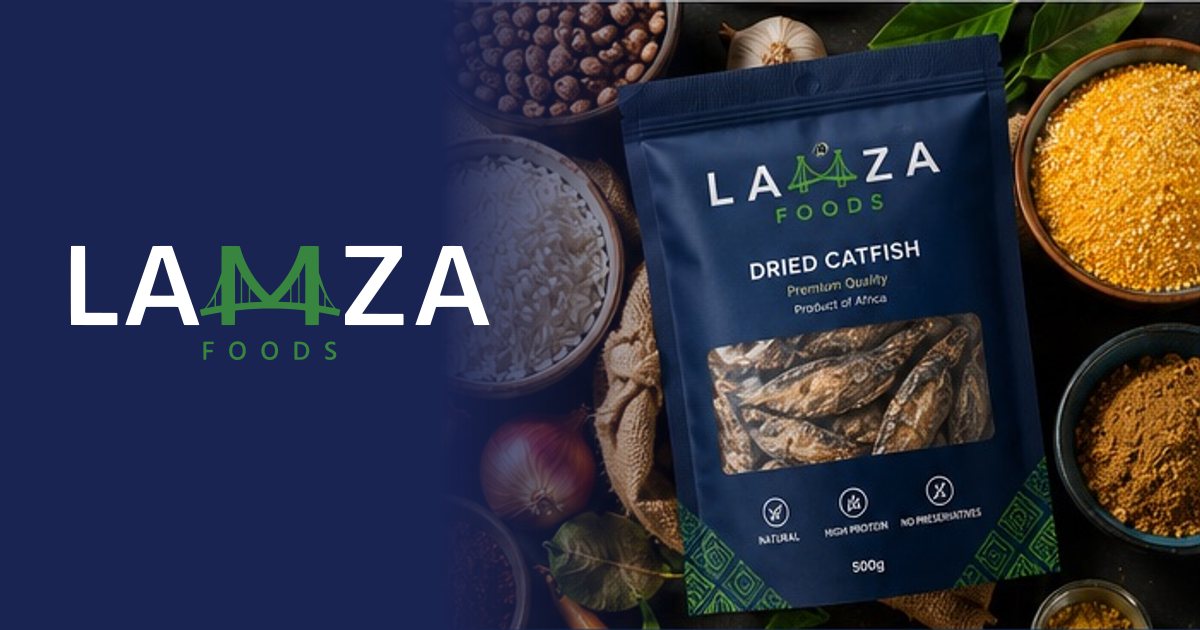 LAMZA
FOODS
LAMZA
FOODS
DRIED CATFISH
Premium Quality
Product of Africa
NATURAL
HIGH PROTEIN
NO PRESERVATIVES
500g